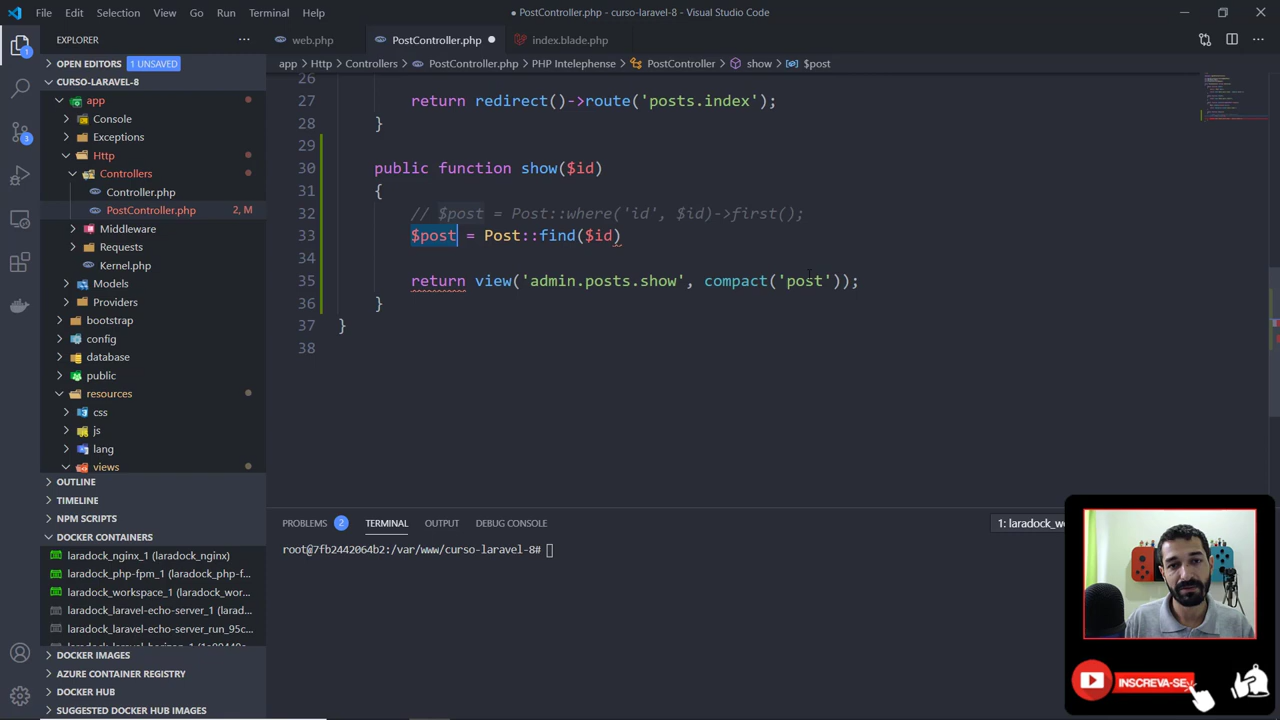 File Edit Selection View Go Run Terminal Help
● PostController.php - curso-laravel-8 - Visual Studio Code
EXPLORER ···
web.php
PostController.php ●
index.blade.php
OPEN EDITORS 1 UNSAVED
app > Http > Controllers > PostController.php > PHP Intelephense > PostController > show > $post
CURSO-LARAVEL-8
app
Console
Exceptions
Http
Controllers
Controller.php
PostController.php 2, M
Middleware
Requests
Kernel.php
Models
Providers
bootstrap
config
database
public
resources
css
js
lang
views
OUTLINE
TIMELINE
NPM SCRIPTS
DOCKER CONTAINERS
laradock_nginx_1 (laradock_nginx)
laradock_php-fpm_1 (laradock_php-f...
laradock_workspace_1 (laradock_wor...
laradock_laravel-echo-server_1 (larad...
laradock_laravel-echo-server_run_95c...
DOCKER IMAGES
AZURE CONTAINER REGISTRY
DOCKER HUB
SUGGESTED DOCKER HUB IMAGES
26
27 return redirect()->route('posts.index');
28 }
29
30 public function show($id)
31 {
32 // $post = Post::where('id', $id)->first();
33 $post = Post::find($id)
34
35 return view('admin.posts.show', compact('post'));
36 }
37 }
38
PROBLEMS 2 TERMINAL OUTPUT DEBUG CONSOLE
1: laradock_wo
root@7fb2442064b2:/var/www/curso-laravel-8#
INSCREVA-SE
1
3